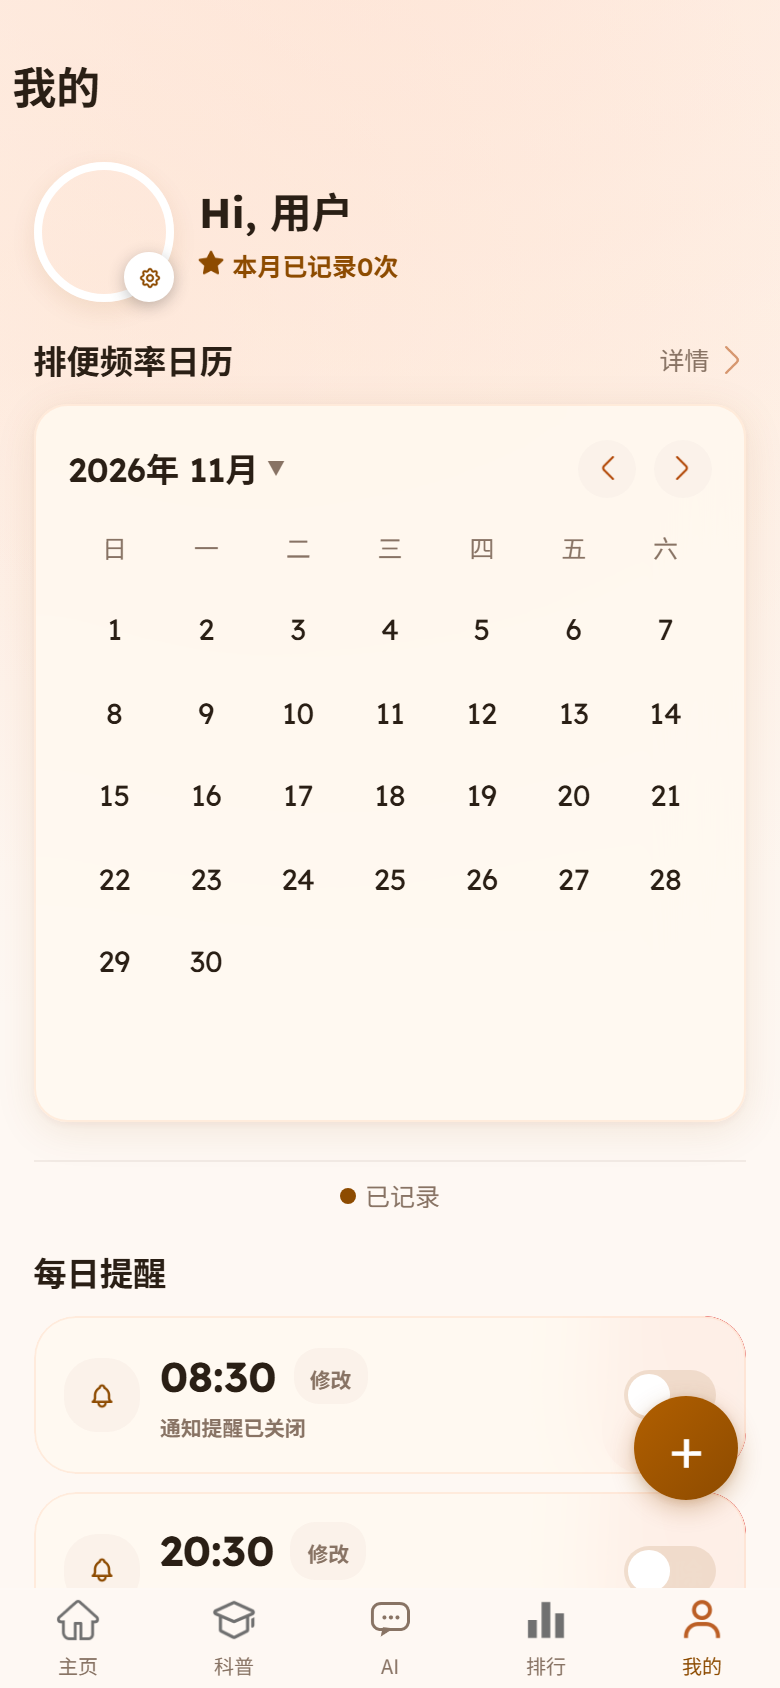 我的
Hi, 用户
本月已记录0次
排便频率日历
详情
2026年 11月
日 一 二 三 四 五 六
1 2 3 4 5 6 7
8 9 10 11 12 13 14
15 16 17 18 19 20 21
22 23 24 25 26 27 28
29 30
已记录
每日提醒
08:30 修改
通知提醒已关闭
+
20:30 修改
主页 科普 AI 排行 我的